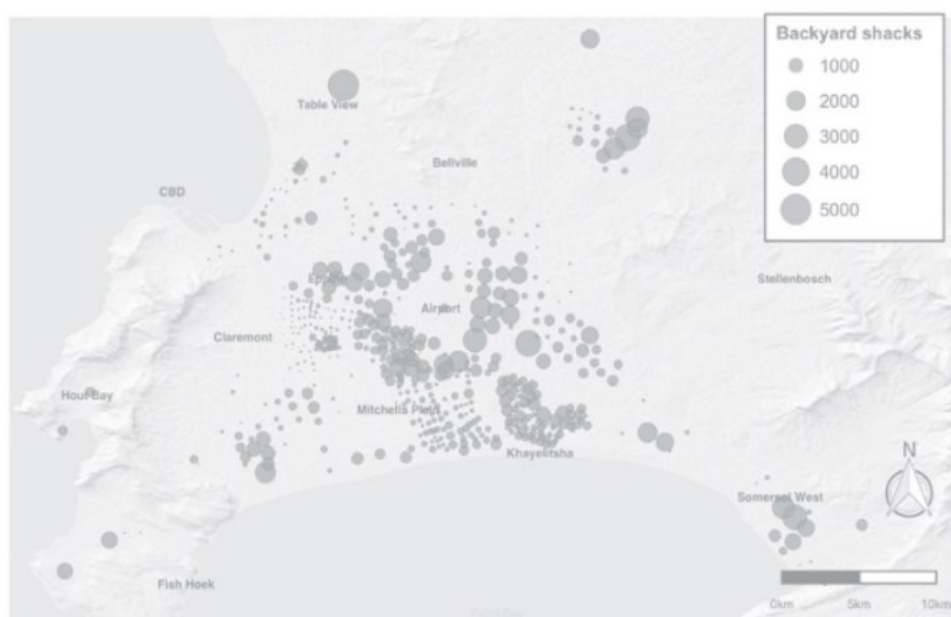 Backyard shacks
1000
2000
3000
4000
5000
Table View
Bellville
CBD
Stellenbosch
Epping
Airport
Claremont
Hout Bay
Mitchells Plain
Khayelitsha
N
Somerset West
Fish Hoek
0km 5km 10km